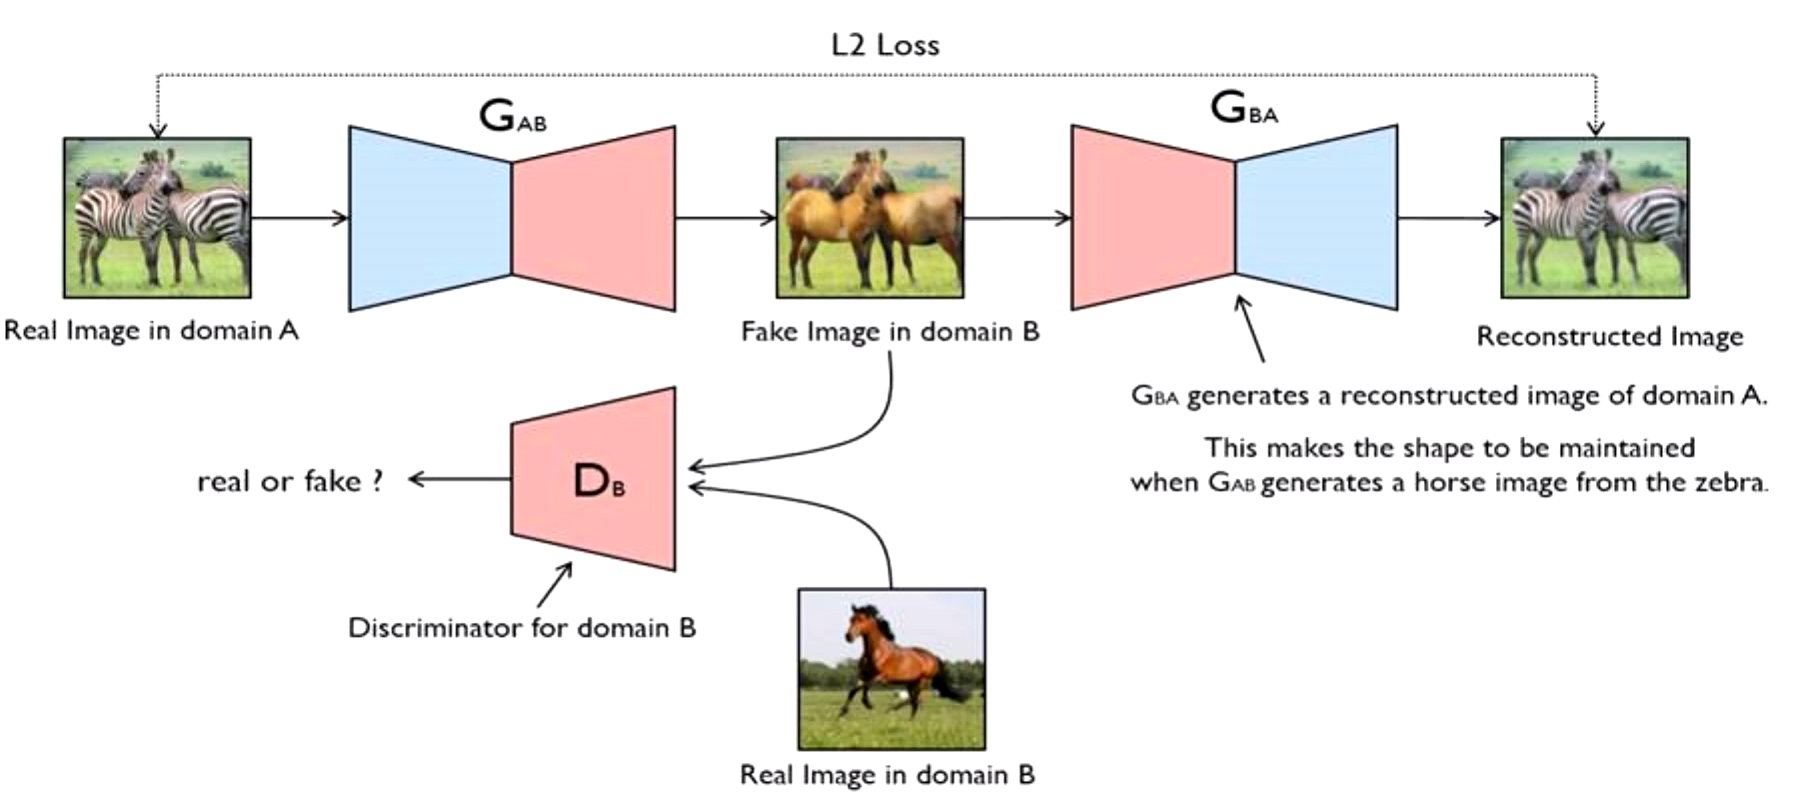 L2 Loss
GAB
GBA
Real Image in domain A
Fake Image in domain B
Reconstructed Image
GBA generates a reconstructed image of domain A.
This makes the shape to be maintained
when GAB generates a horse image from the zebra.
real or fake ?
DB
Discriminator for domain B
Real Image in domain B